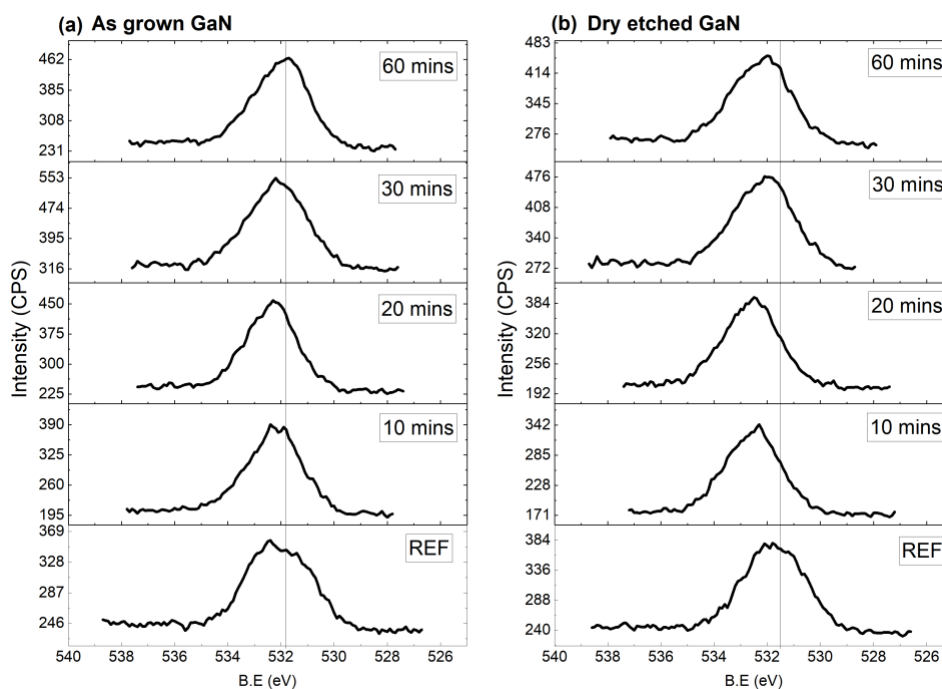 (a) As grown GaN
Intensity (CPS)
462
385
308
231
60 mins
553
474
395
316
30 mins
450
375
300
225
20 mins
390
325
260
195
10 mins
369
328
287
246
REF
540 538 536 534 532 530 528 526
B.E (eV)
(b) Dry etched GaN
Intensity (CPS)
483
414
345
276
60 mins
476
408
340
272
30 mins
384
320
256
192
20 mins
342
285
228
171
10 mins
384
336
288
240
REF
540 538 536 534 532 530 528 526
B.E (eV)